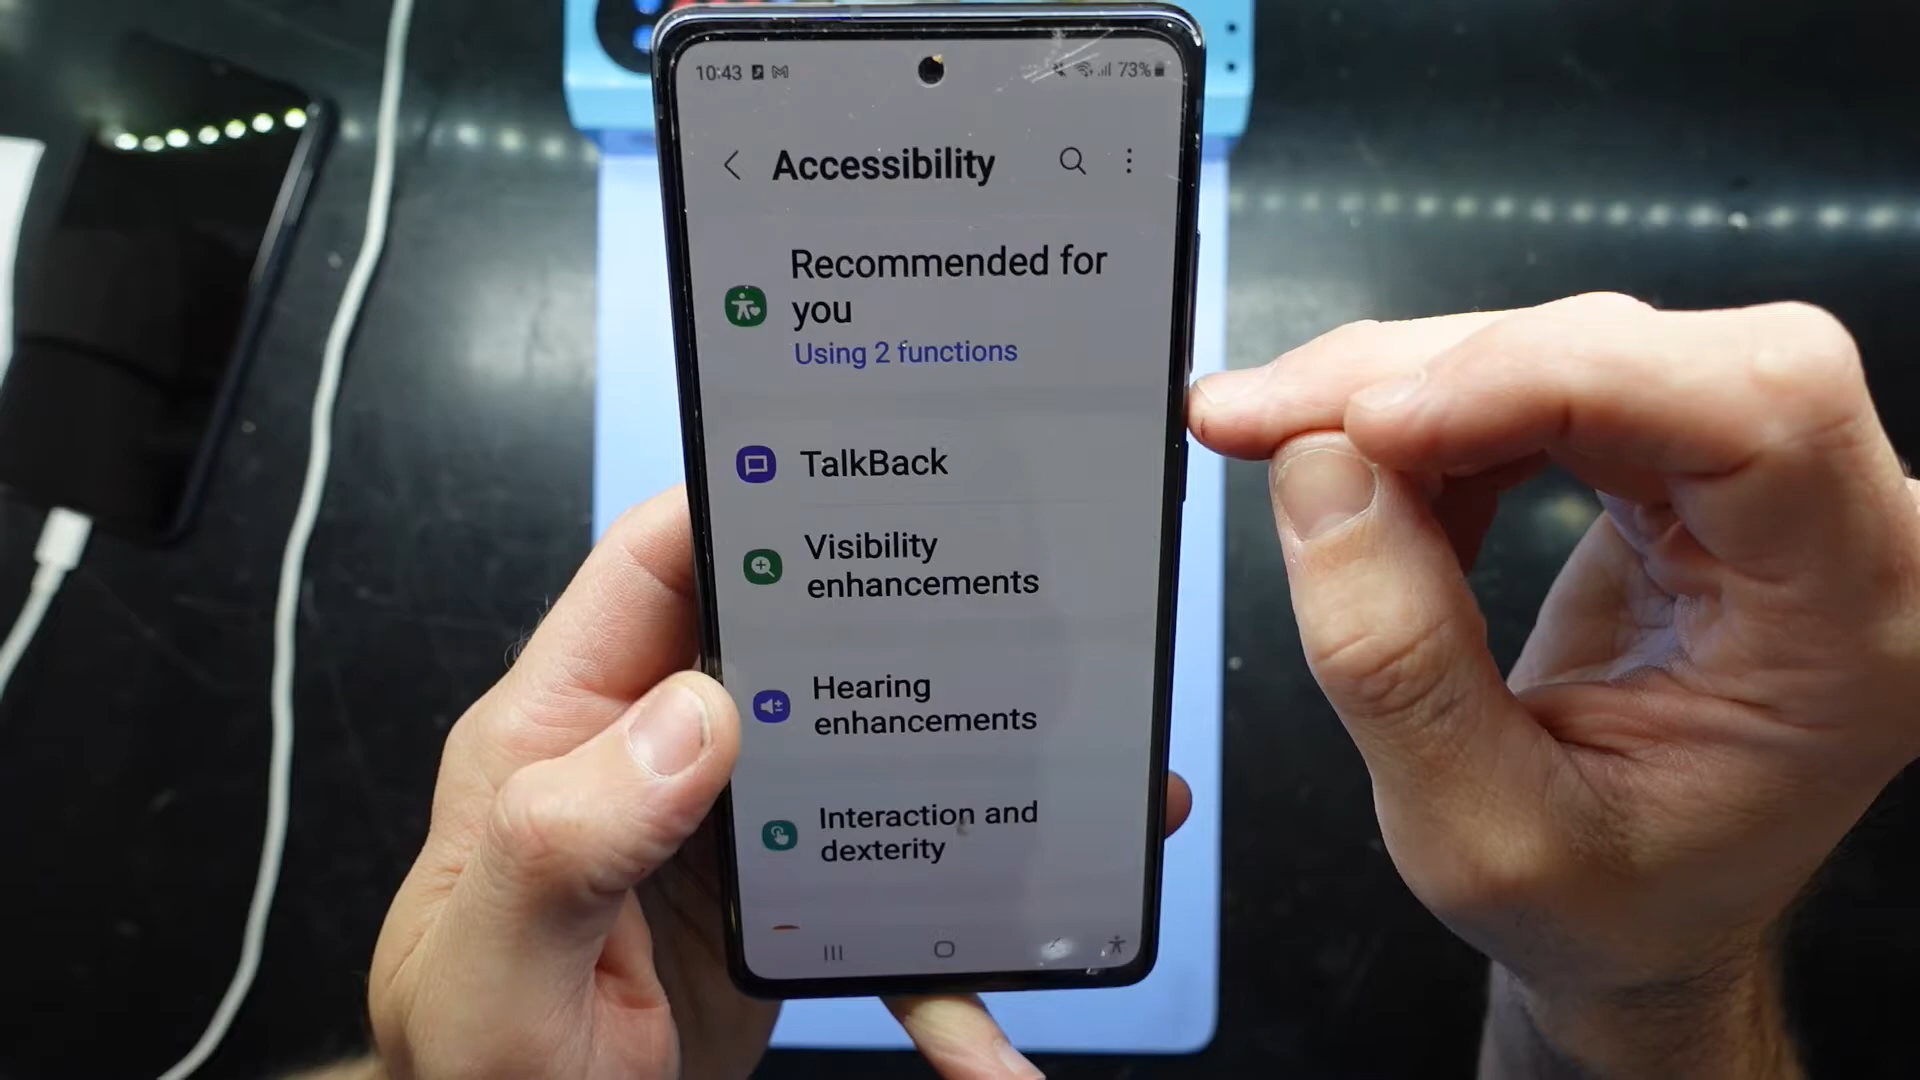 10:43
73%
Accessibility
Recommended for
you
Using 2 functions
TalkBack
Visibility
enhancements
Hearing
enhancements
Interaction and
dexterity